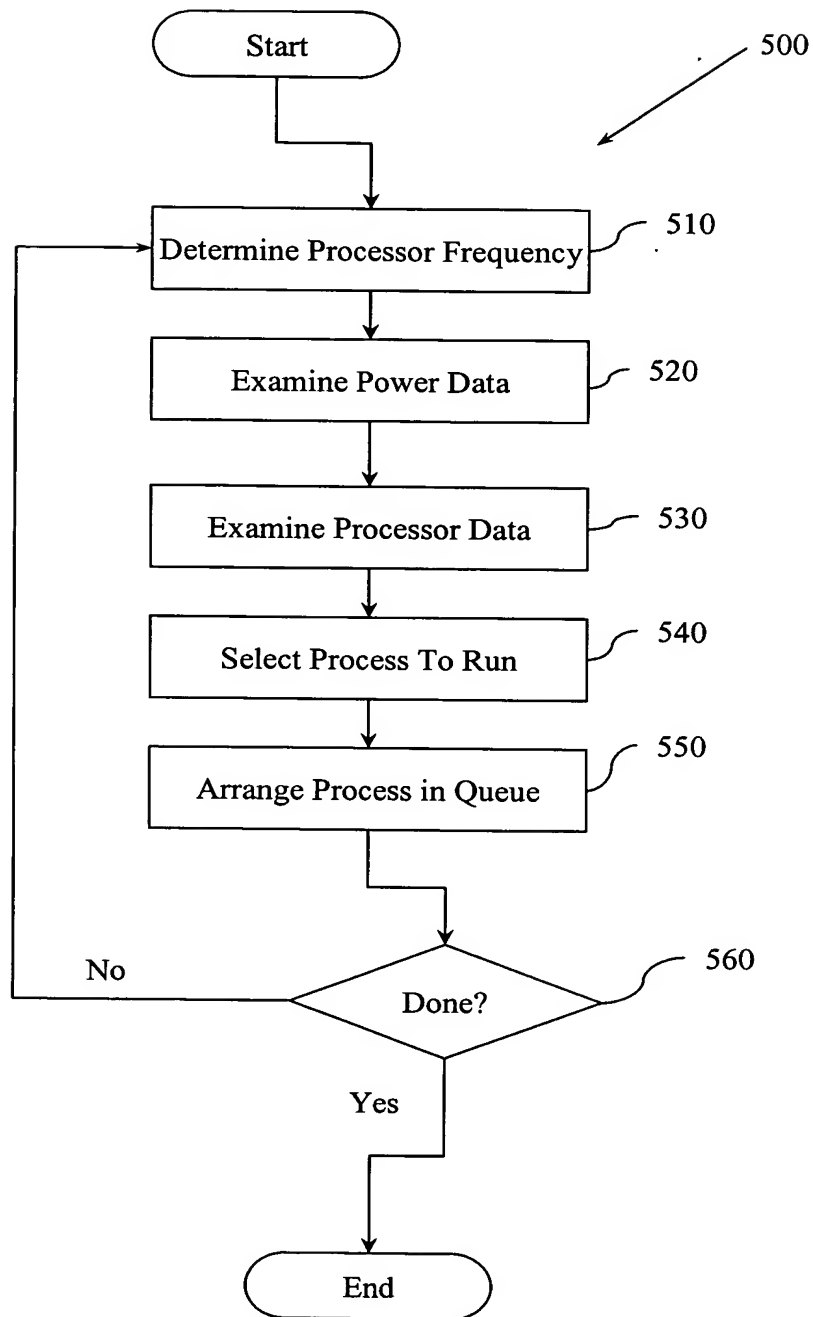 Start
500
Determine Processor Frequency
510
Examine Power Data
520
Examine Processor Data
530
Select Process To Run
540
Arrange Process in Queue
550
No
Done?
560
Yes
End